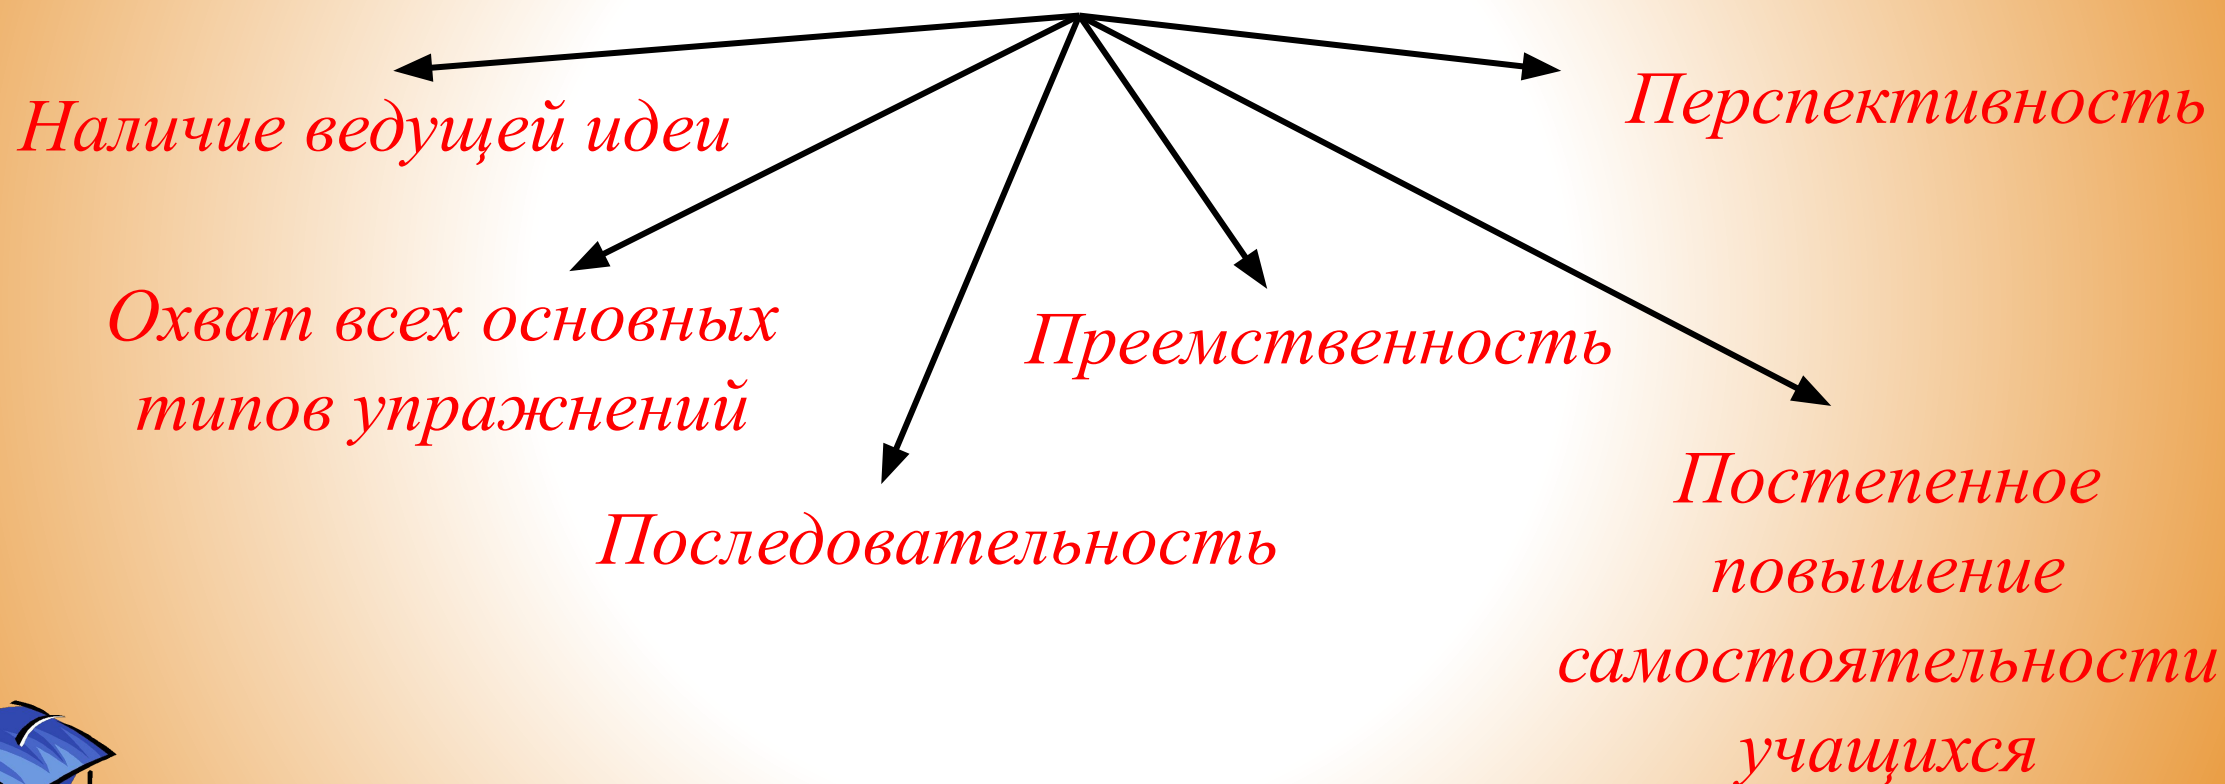 Наличие ведущей идеи
Перспективность
Охват всех основных
типов упражнений
Преемственность
Последовательность
Постепенное
повышение
самостоятельности
учащихся